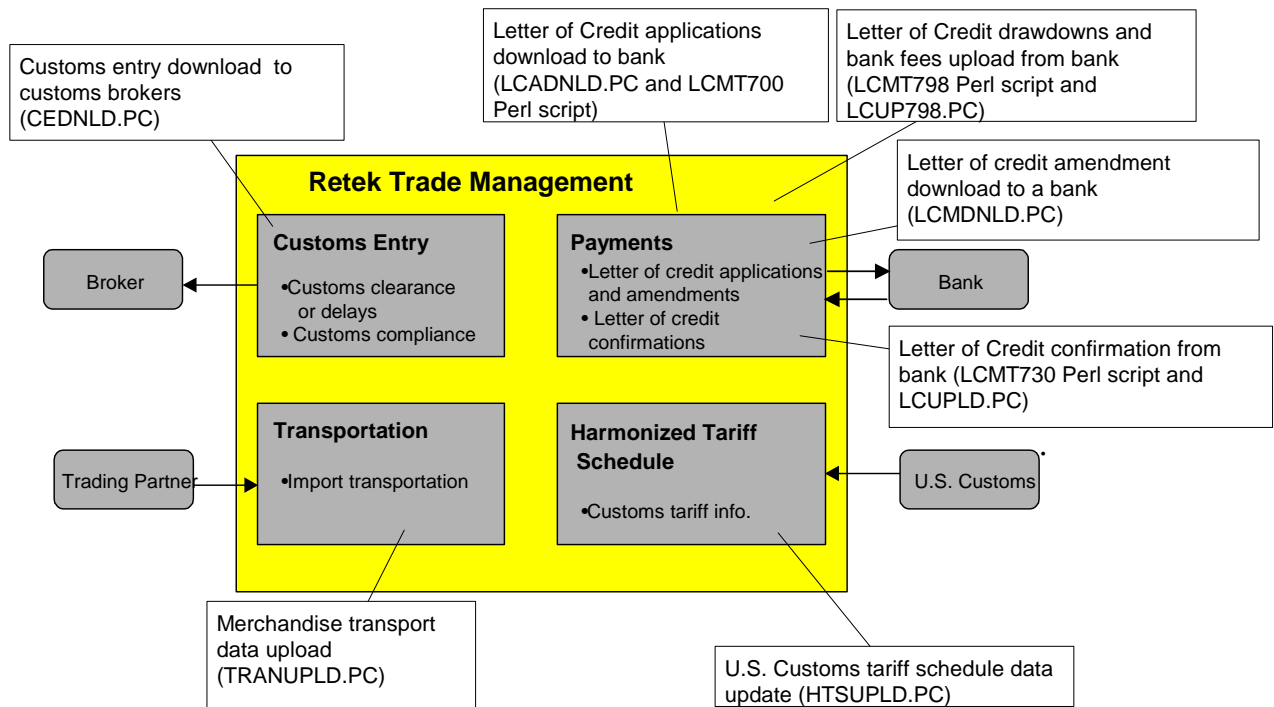 Customs entry download to
customs brokers
(CEDNLD.PC)
Letter of Credit applications
download to bank
(LCADNLD.PC and LCMT700
Perl script)
Letter of Credit drawdowns and
bank fees upload from bank
(LCMT798 Perl script and
LCUP798.PC)
Letter of credit amendment
download to a bank
(LCMDNLD.PC)
Retek Trade Management
Customs Entry
•Customs clearance
or delays
• Customs compliance
Payments
•Letter of credit applications
and amendments
• Letter of credit
confirmations
Broker
Bank
Letter of Credit confirmation from
bank (LCMT730 Perl script and
LCUPLD.PC)
Transportation
•Import transportation
Harmonized Tariff
Schedule
•Customs tariff info.
Trading Partner
U.S. Customs
•
Merchandise transport
data upload
(TRANUPLD.PC)
U.S. Customs tariff schedule data
update (HTSUPLD.PC)